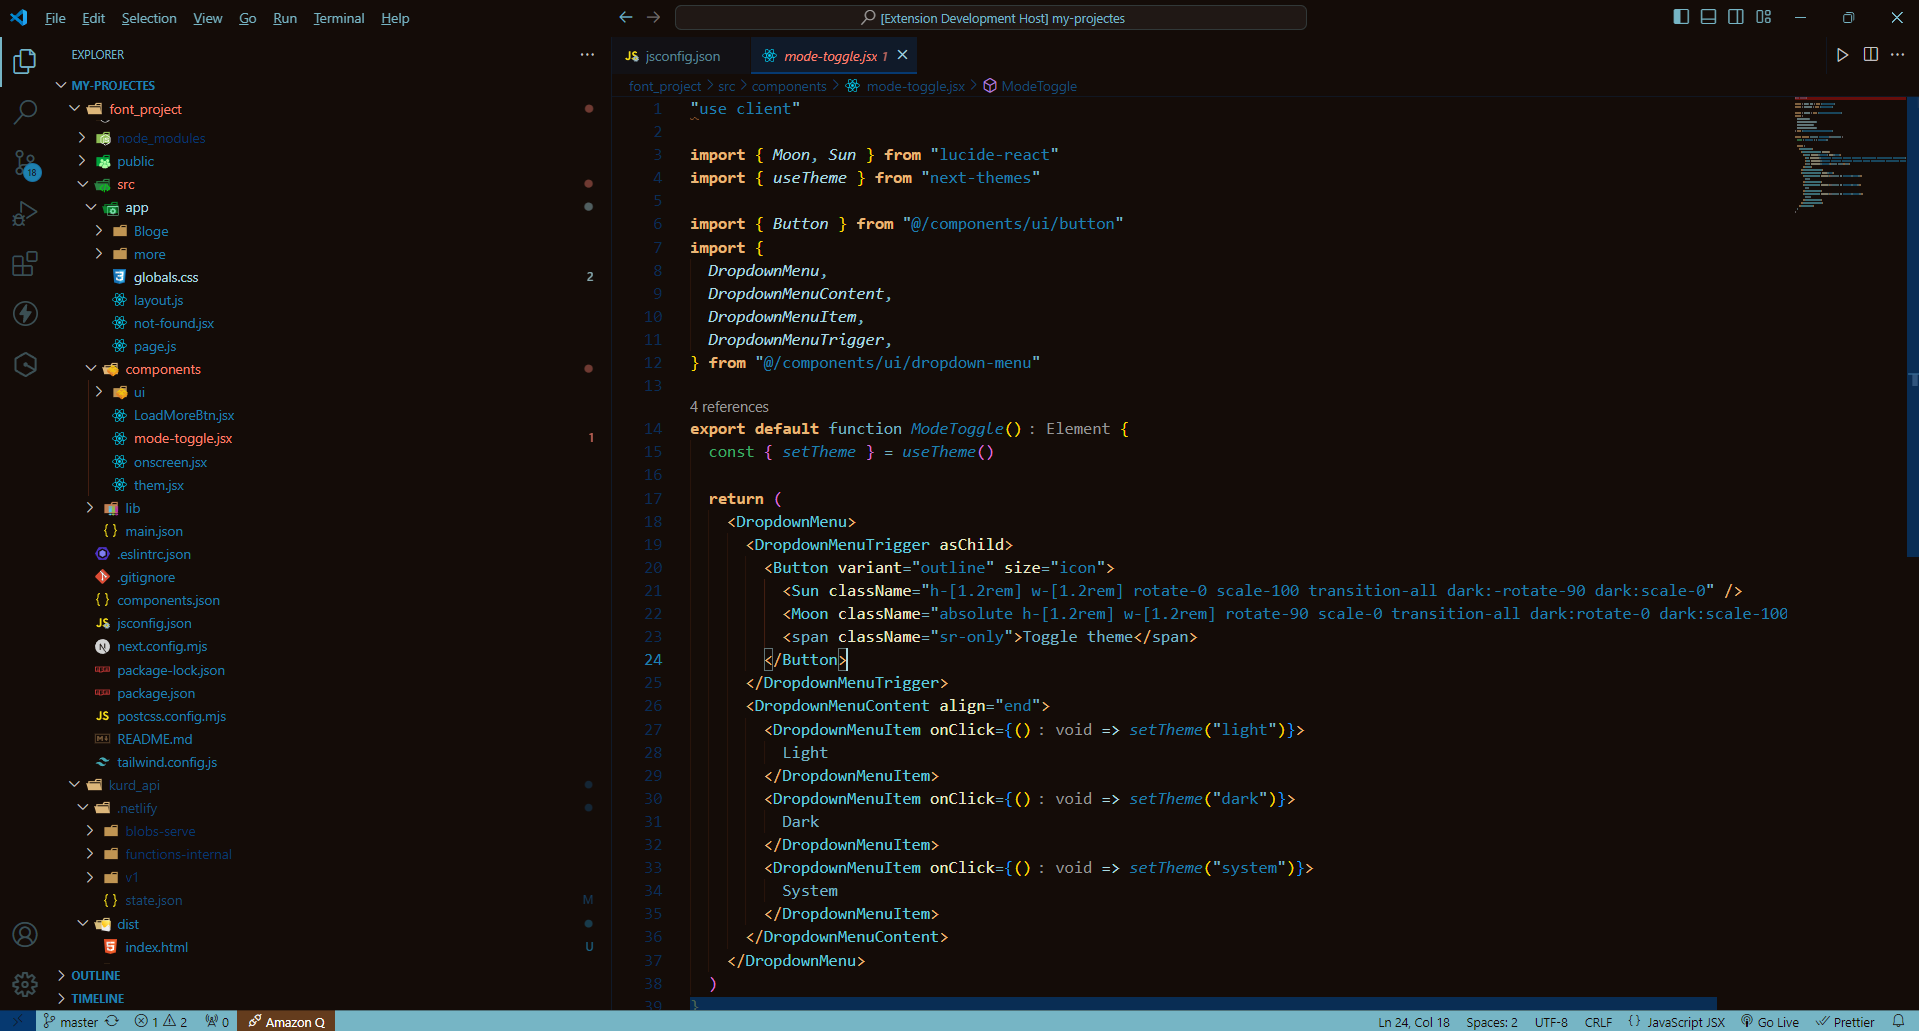 File Edit Selection View Go Run Terminal Help
[Extension Development Host] my-projectes
EXPLORER
MY-PROJECTES
font_project
node_modules
public
src
app
Bloge
more
globals.css 2
layout.js
not-found.jsx
page.js
components
ui
LoadMoreBtn.jsx
mode-toggle.jsx 1
onscreen.jsx
them.jsx
lib
{} main.json
.eslintrc.json
.gitignore
{} components.json
JS jsconfig.json
N next.config.mjs
package-lock.json
package.json
JS postcss.config.mjs
README.md
tailwind.config.js
kurd_api
.netlify
blobs-serve
functions-internal
v1
{} state.json M
dist
index.html U
OUTLINE
TIMELINE
18
JS jsconfig.json
mode-toggle.jsx 1
font_project > src > components > mode-toggle.jsx > ModeToggle
1 "use client"
2
3 import { Moon, Sun } from "lucide-react"
4 import { useTheme } from "next-themes"
5
6 import { Button } from "@/components/ui/button"
7 import {
8 DropdownMenu,
9 DropdownMenuContent,
10 DropdownMenuItem,
11 DropdownMenuTrigger,
12 } from "@/components/ui/dropdown-menu"
13
4 references
14 export default function ModeToggle() : Element {
15 const { setTheme } = useTheme()
16
17 return (
18 <DropdownMenu>
19 <DropdownMenuTrigger asChild>
20 <Button variant="outline" size="icon">
21 <Sun className="h-[1.2rem] w-[1.2rem] rotate-0 scale-100 transition-all dark:-rotate-90 dark:scale-0" />
22 <Moon className="absolute h-[1.2rem] w-[1.2rem] rotate-90 scale-0 transition-all dark:rotate-0 dark:scale-100
23 <span className="sr-only">Toggle theme</span>
24 </Button>
25 </DropdownMenuTrigger>
26 <DropdownMenuContent align="end">
27 <DropdownMenuItem onClick={() : void => setTheme("light")}>
28 Light
29 </DropdownMenuItem>
30 <DropdownMenuItem onClick={() : void => setTheme("dark")}>
31 Dark
32 </DropdownMenuItem>
33 <DropdownMenuItem onClick={() : void => setTheme("system")}>
34 System
35 </DropdownMenuItem>
36 </DropdownMenuContent>
37 </DropdownMenu>
38 )
39 }
master 1 2 0 Amazon Q
Ln 24, Col 18 Spaces: 2 UTF-8 CRLF {} JavaScript JSX Go Live Prettier